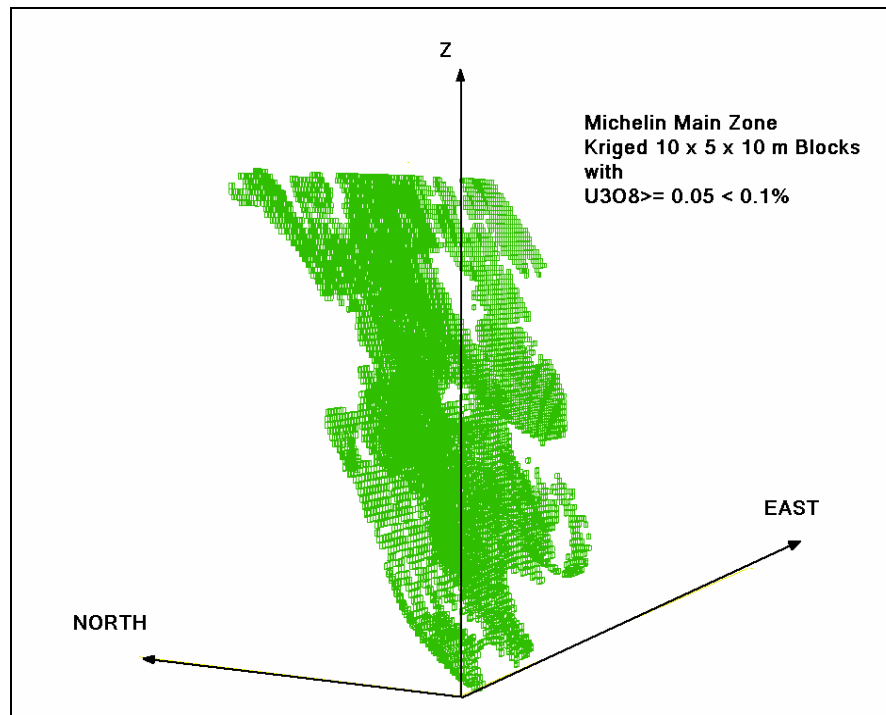 Z
Michelin Main Zone
Kriged 10 x 5 x 10 m Blocks
with
U3O8>= 0.05 < 0.1%
EAST
NORTH